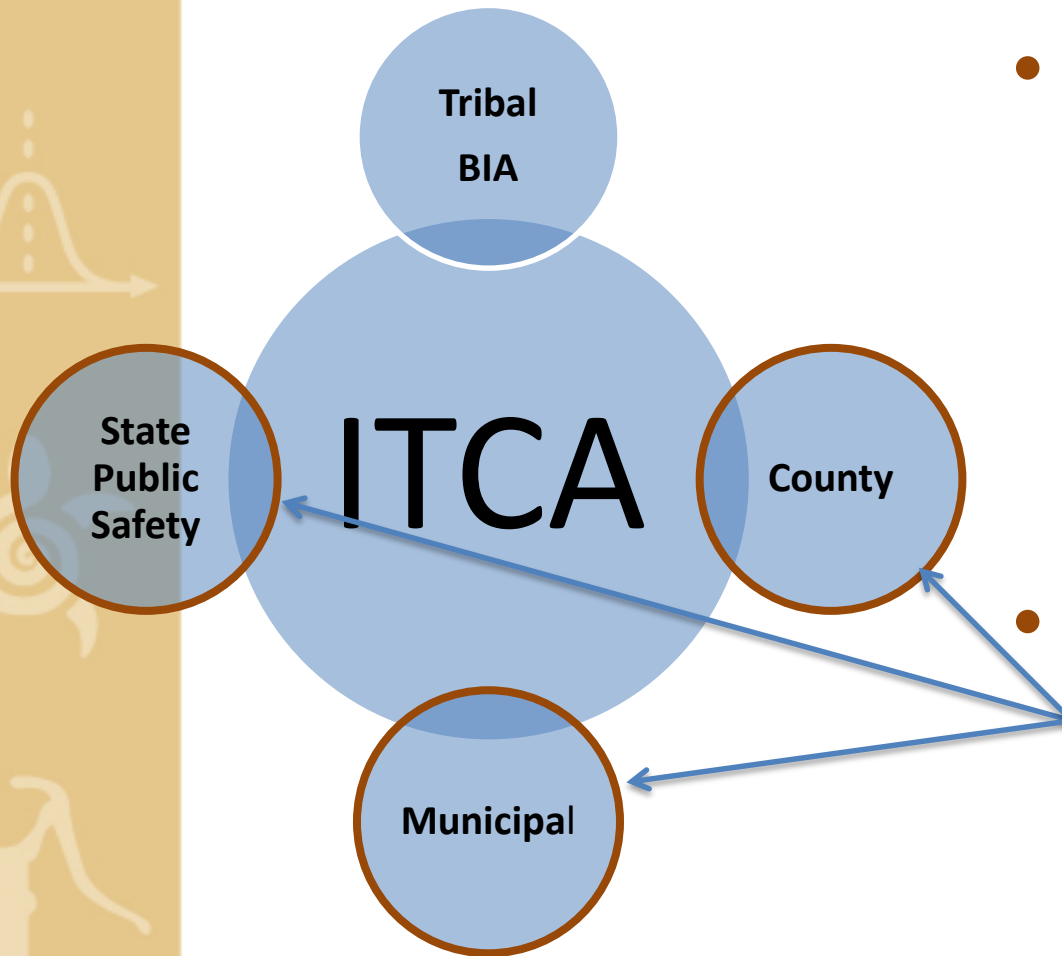 Tribal
BIA
State
Public
Safety
ITCA
County
Municipal